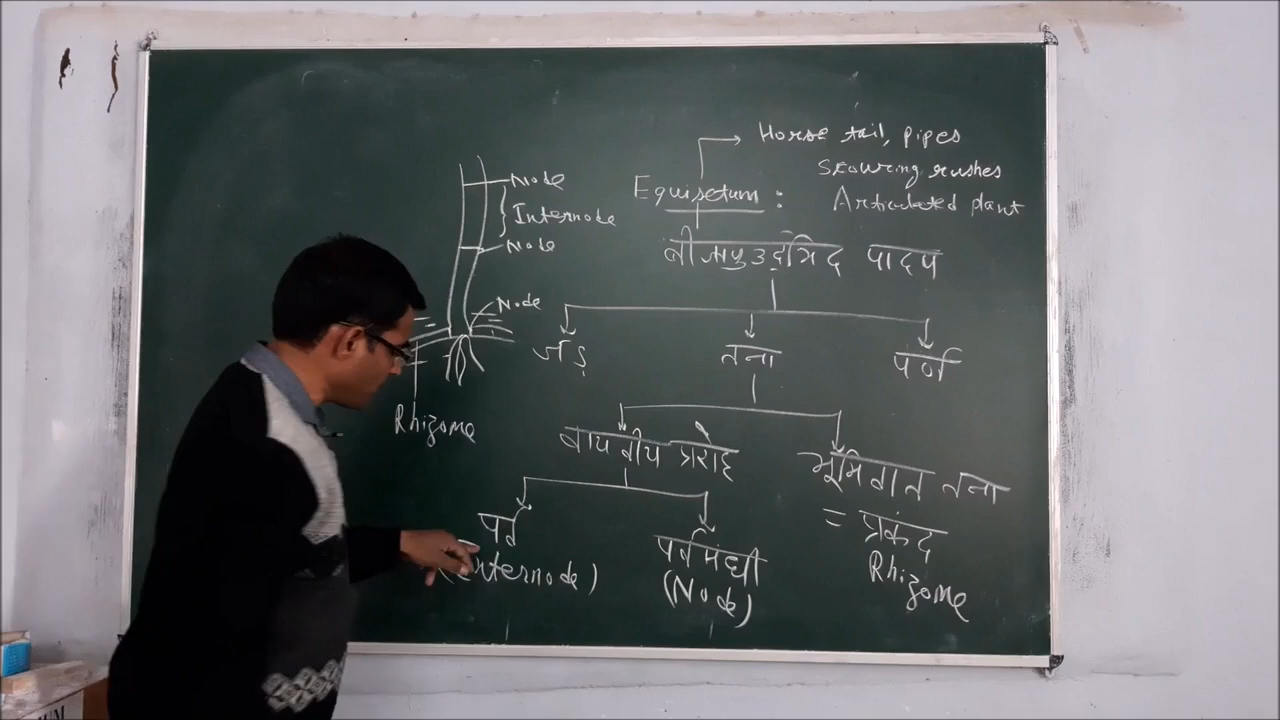 Horse tail, pipes
Scouring rushes
Equisetum : Articulated plant
बीजाणुउद्भिद पादप
जड़ तना पर्ण
वायवीय प्ररोह भूमिगत तना
= प्रकंद
Rhizome
पर्व पर्वसंधी
(Internode) (Node)
Node
Internode
Node
Node
Rhizome